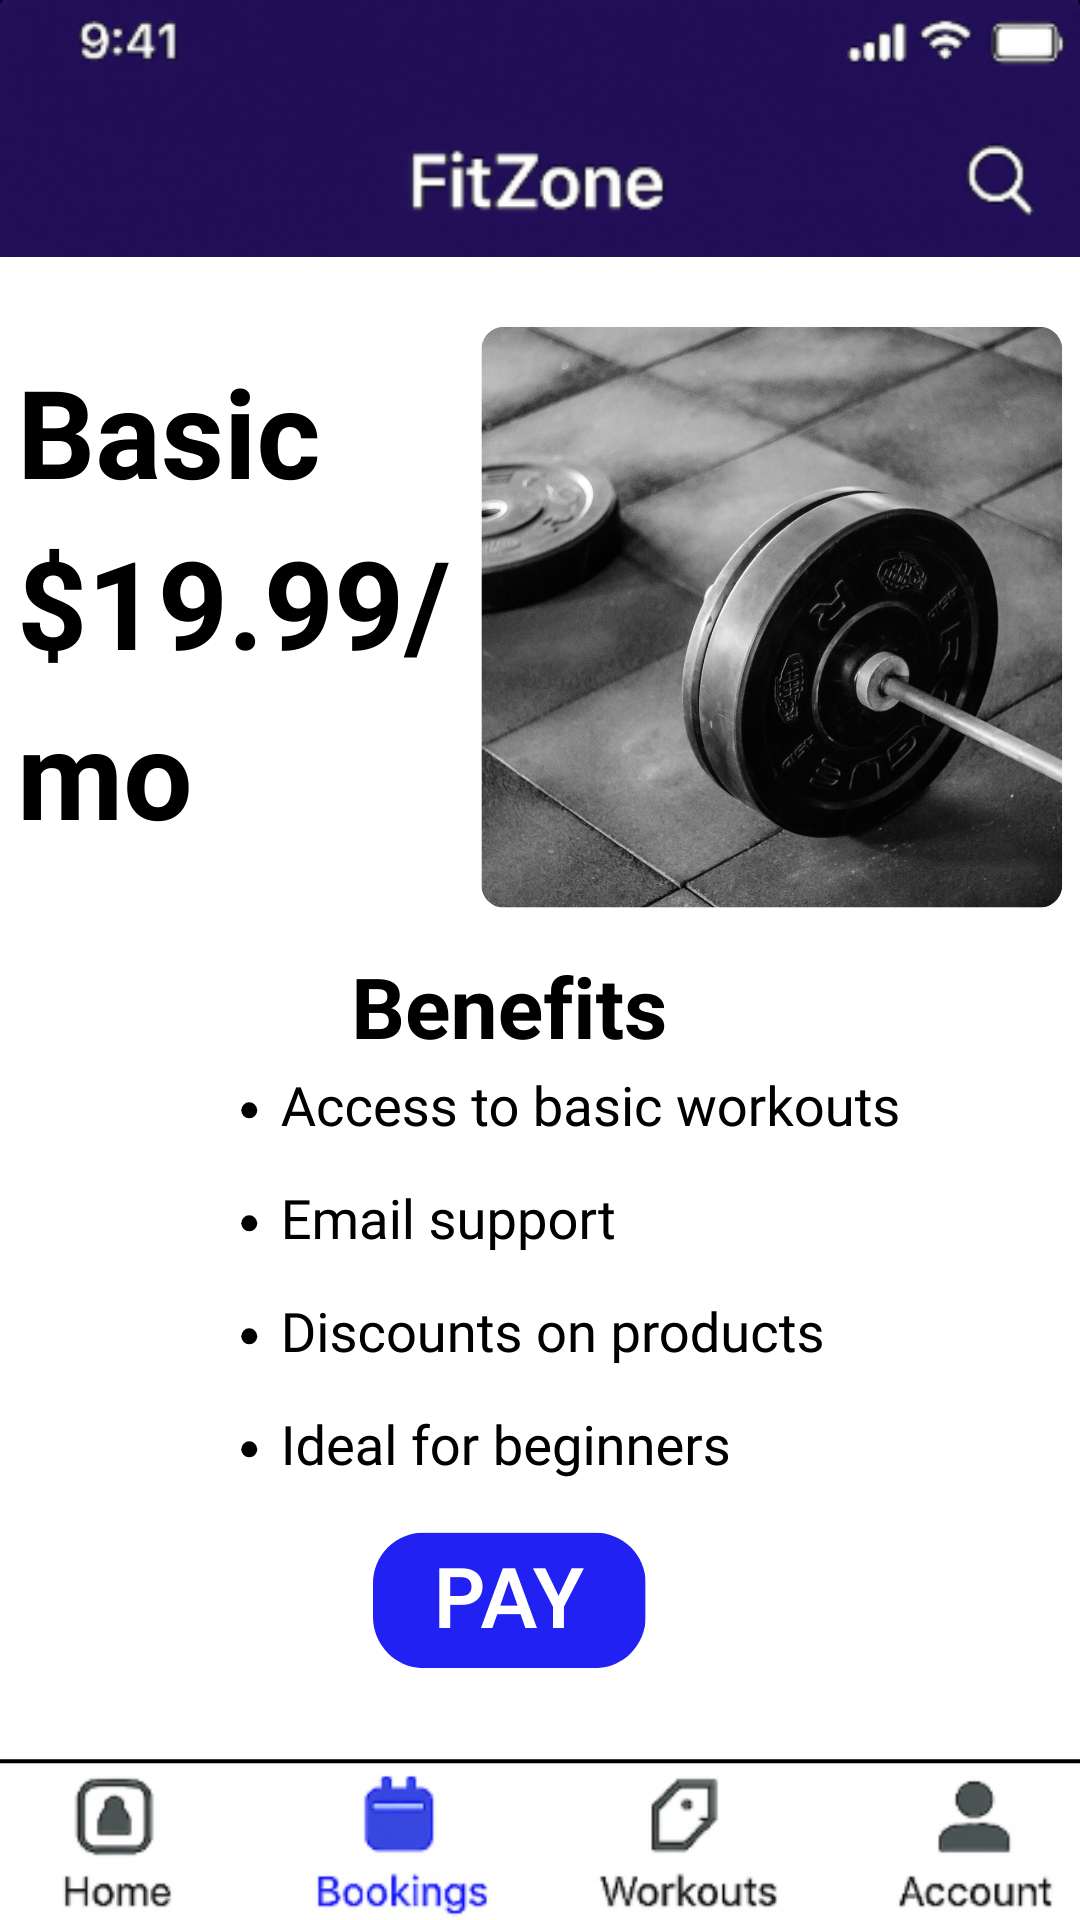 9:41
FitZone
Basic
$19.99/
mo
Benefits
• Access to basic workouts
• Email support
• Discounts on products
• Ideal for beginners
PAY
Home Bookings Workouts Account